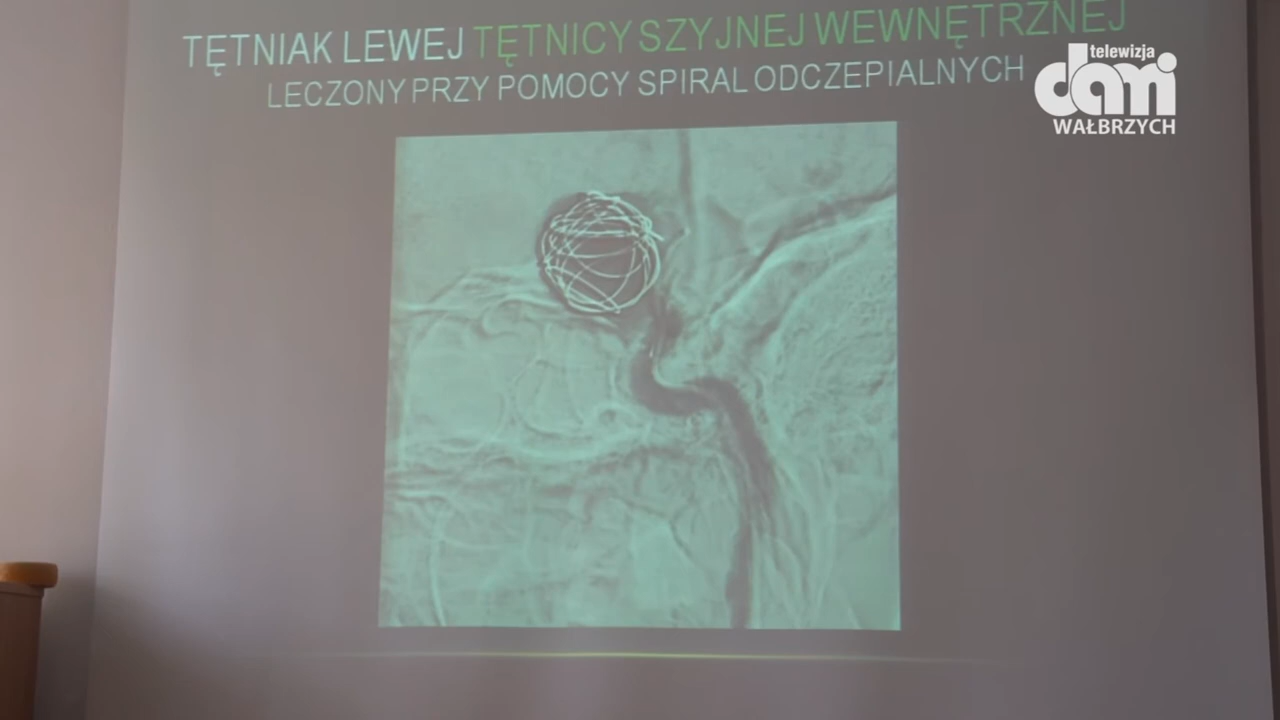 TĘTNIAK LEWEJ TĘTNICY SZYJNEJ WEWNĘTRZNEJ
LECZONY PRZY POMOCY SPIRAL ODCZEPIALNYCH
telewizja
dami
WAŁBRZYCH